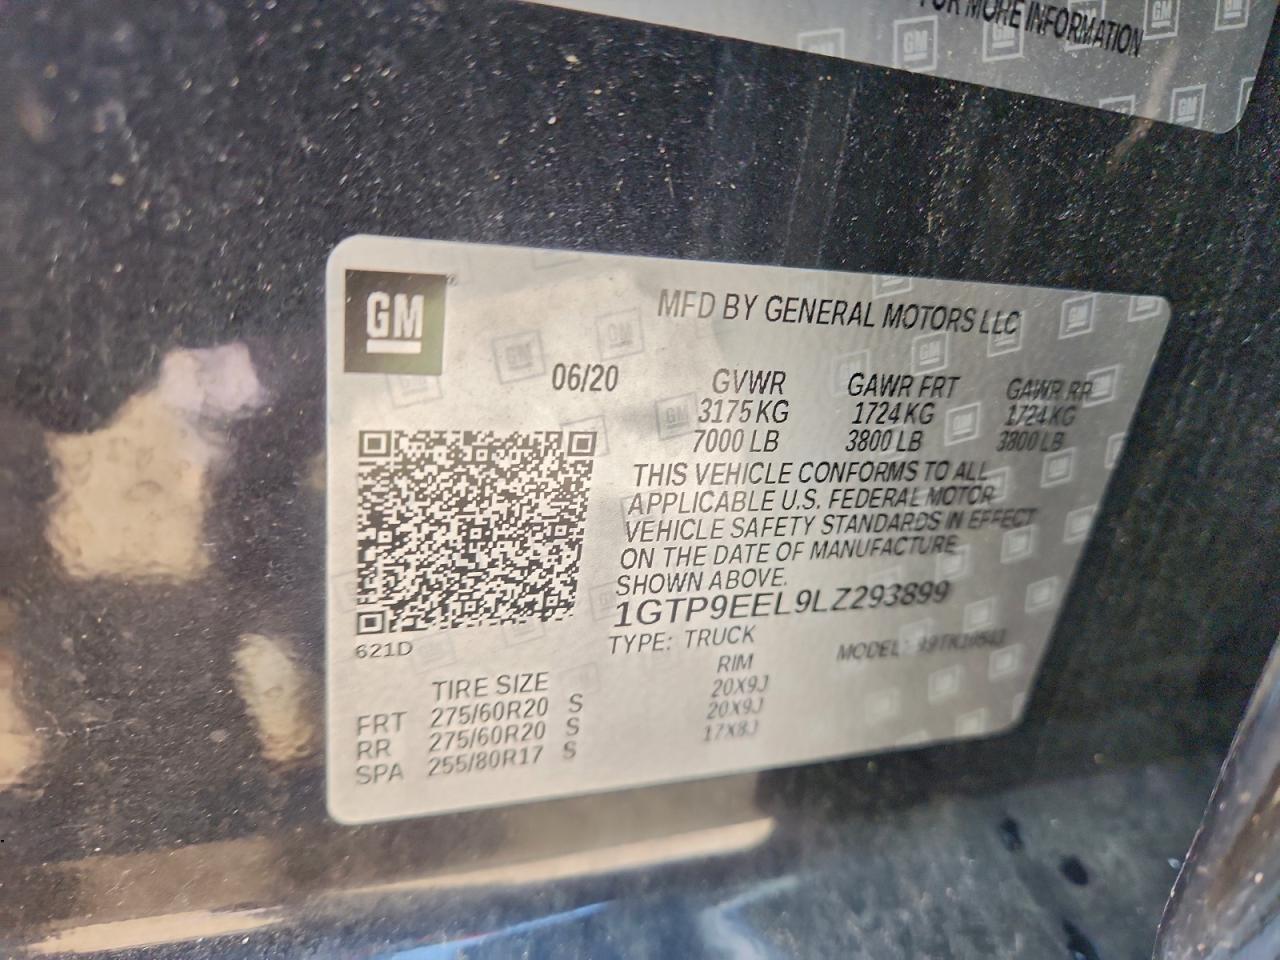 FOR MORE INFORMATION
GM
MFD BY GENERAL MOTORS LLC
06/20 GVWR GAWR FRT GAWR RR
3175 KG 1724 KG 1724 KG
7000 LB 3800 LB 3800 LB
THIS VEHICLE CONFORMS TO ALL
APPLICABLE U.S. FEDERAL MOTOR
VEHICLE SAFETY STANDARDS IN EFFECT
ON THE DATE OF MANUFACTURE
SHOWN ABOVE.
1GTP9EEL9LZ293899
621D
TYPE: TRUCK MODEL:
TIRE SIZE RIM
FRT 275/60R20 S 20X9J
RR 275/60R20 S 20X9J
SPA 255/80R17 S 17X8J